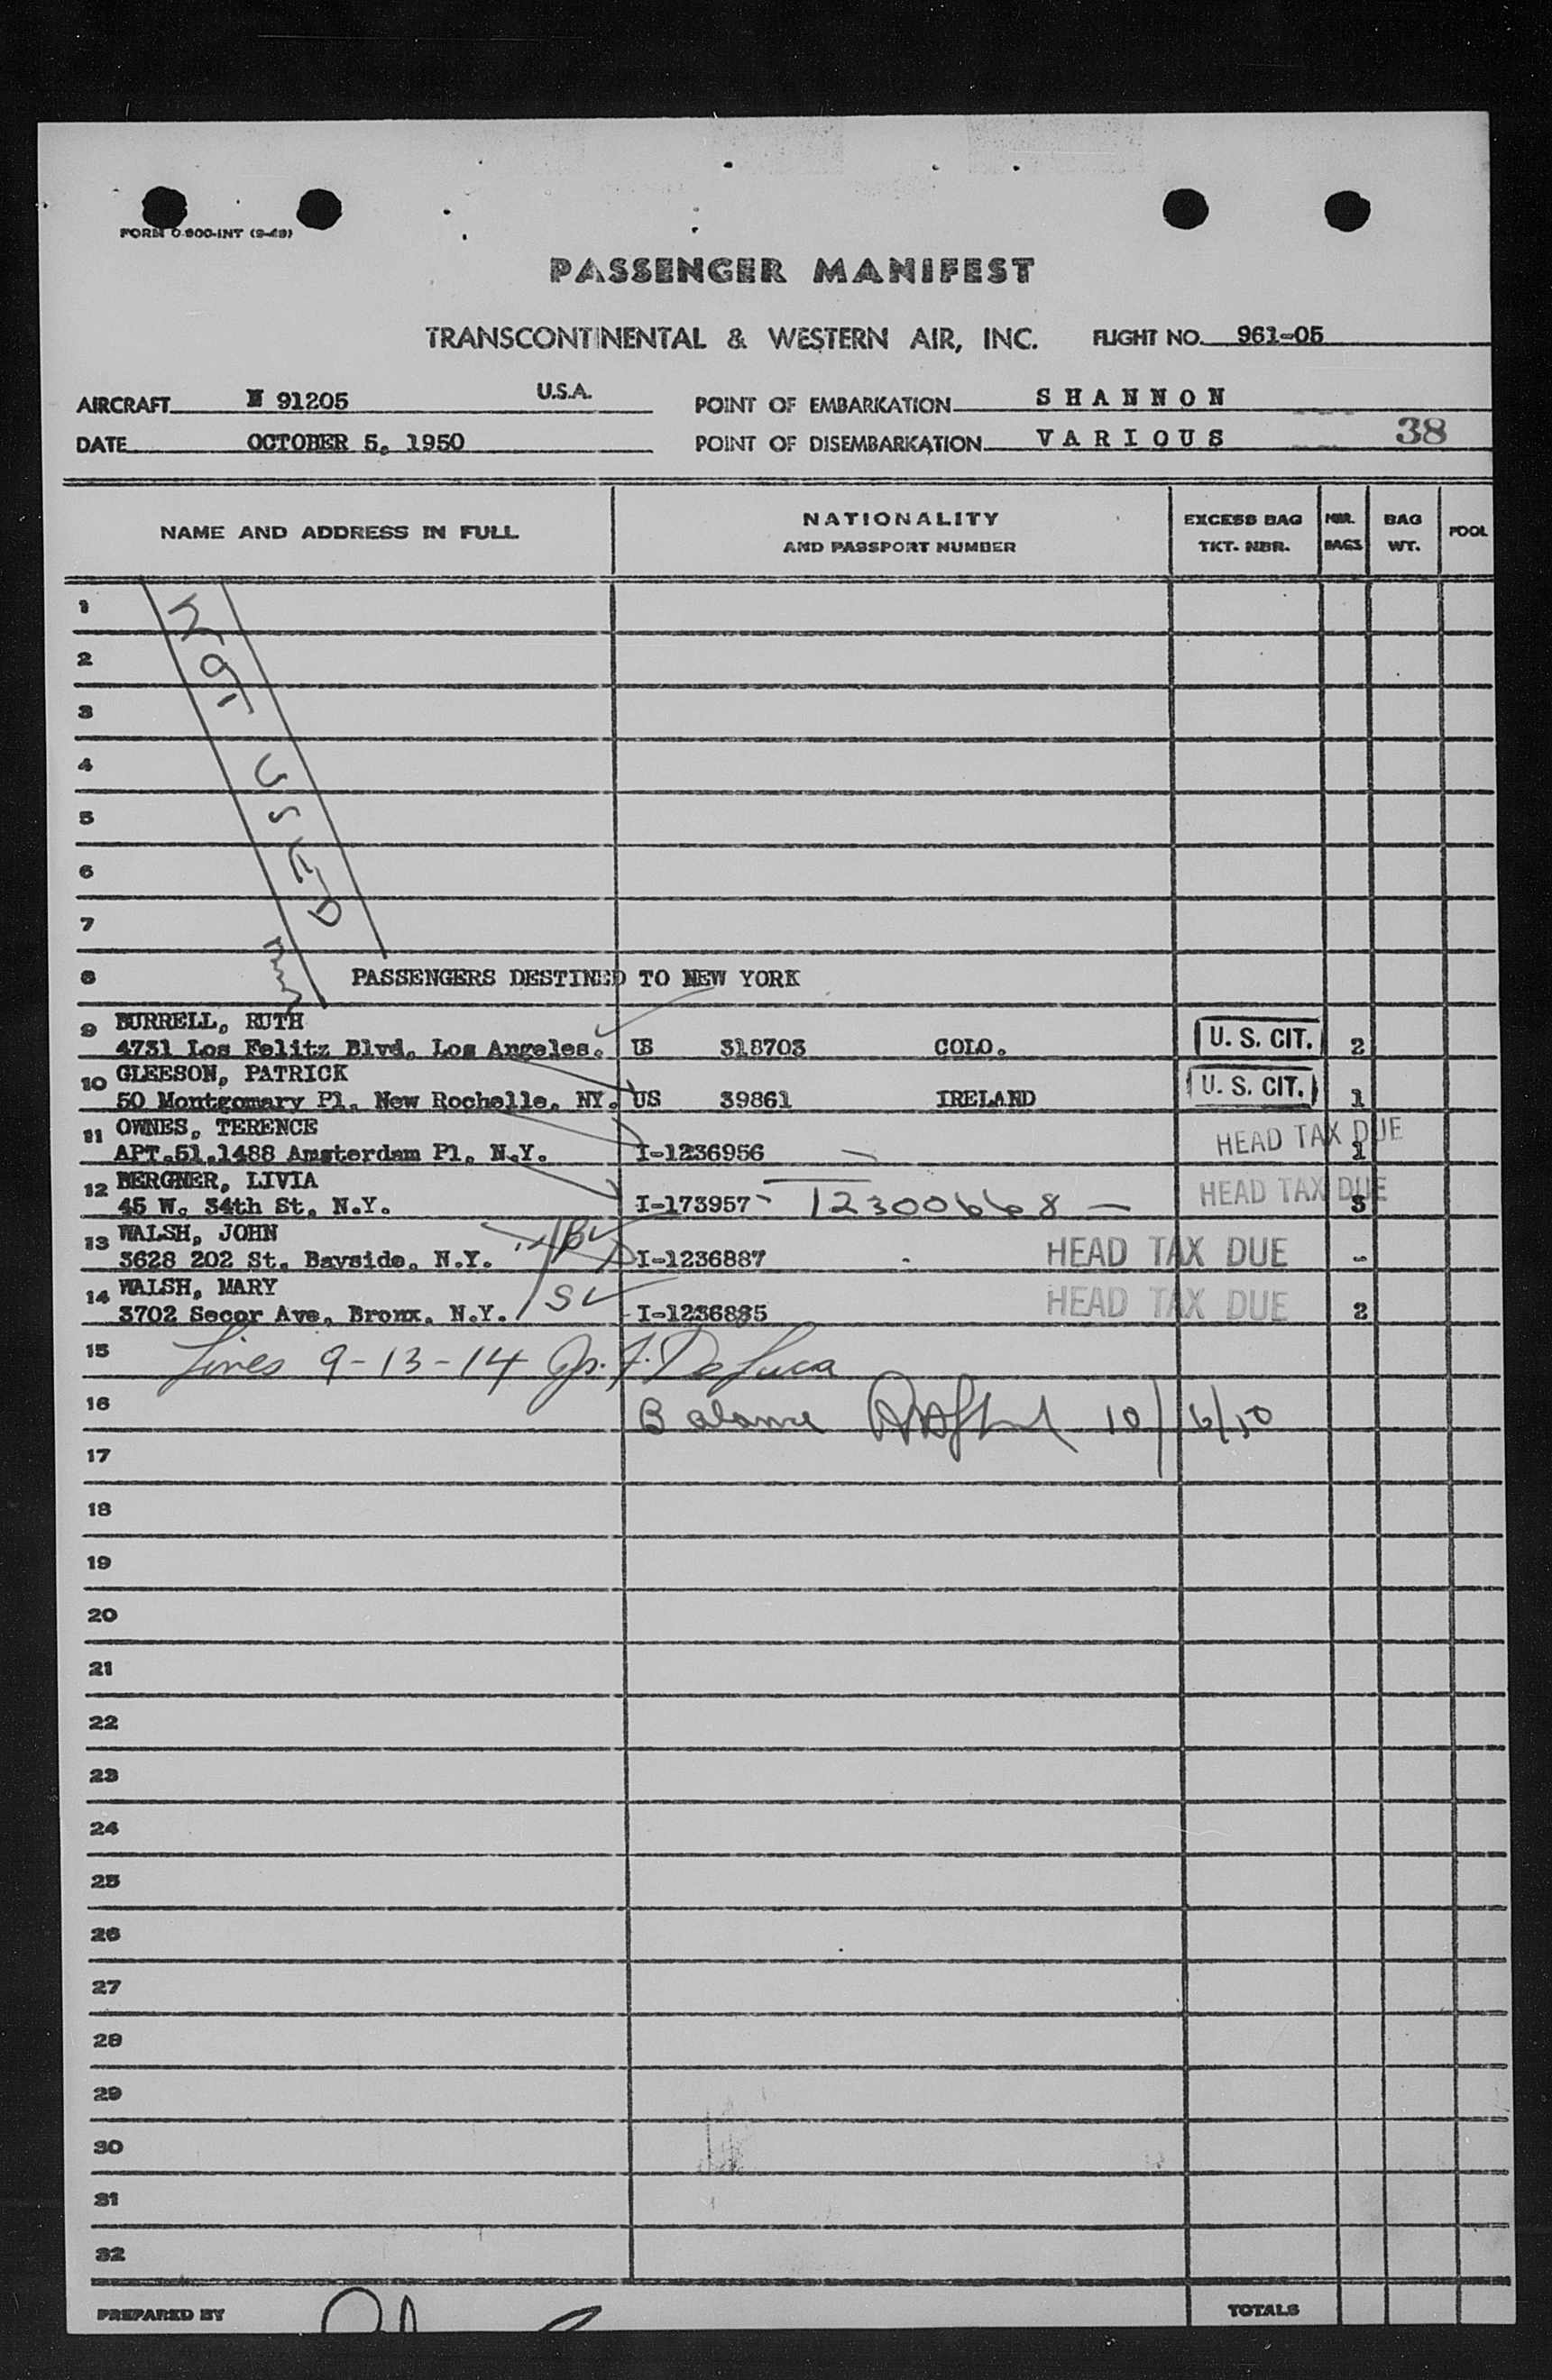 FORM O-800-INT (9-49)
PASSENGER MANIFEST
TRANSCONTINENTAL & WESTERN AIR, INC. FLIGHT NO. 961-05
AIRCRAFT N 91205 U.S.A. POINT OF EMBARKATION SHANNON
DATE OCTOBER 5, 1950 POINT OF DISEMBARKATION VARIOUS 38
NAME AND ADDRESS IN FULL NATIONALITY AND PASSPORT NUMBER EXCESS BAG TKT. NBR. NBR. BAGS BAG WT. POOL
1
2
3
4
5
6
7
NOT USED
8 PASSENGERS DESTINED TO NEW YORK
9 BURRELL, RUTH
4731 Los Felitz Blvd. Los Angeles. US 318703 COLO. U. S. CIT. 2
10 GLEESON, PATRICK
50 Montgomary Pl. New Rochelle, NY. US 39861 IRELAND U. S. CIT. 1
11 OWNES, TERENCE
APT.51.1488 Amsterdam Pl. N.Y. I-1236956 HEAD TAX DUE 1
12 BERGNER, LIVIA
45 W. 34th St. N.Y. I-173957 - 12300668 - HEAD TAX DUE 3
13 WALSH, JOHN
3628 202 St. Bayside, N.Y. I-1236887 HEAD TAX DUE -
14 WALSH, MARY
3702 Secor Ave, Bronx. N.Y. S I-1236885 HEAD TAX DUE 2
15 Lines 9-13-14 Jos. F. DeLuca
16 Balance 10/6/50
17
18
19
20
21
22
23
24
25
26
27
28
29
30
31
32
PREPARED BY TOTALS